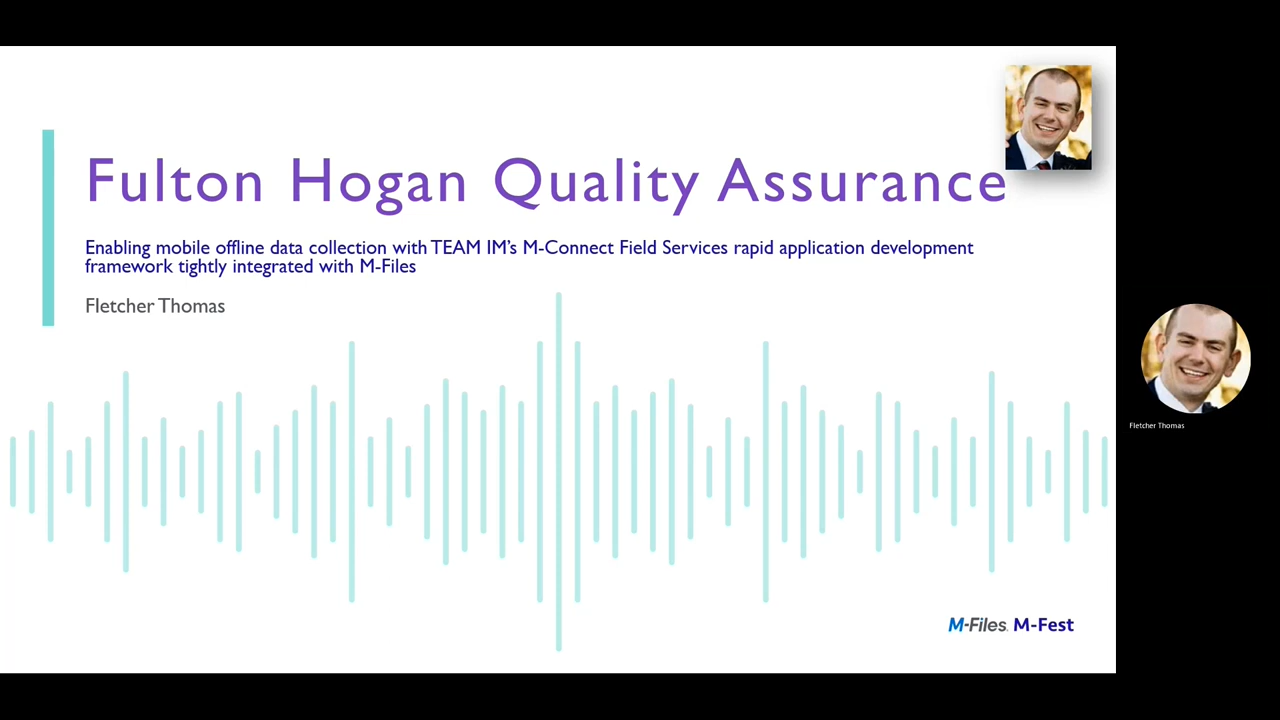 Fulton Hogan Quality Assurance
Enabling mobile offline data collection with TEAM IM’s M-Connect Field Services rapid application development
framework tightly integrated with M-Files
Fletcher Thomas
Fletcher Thomas
M-Files. M-Fest